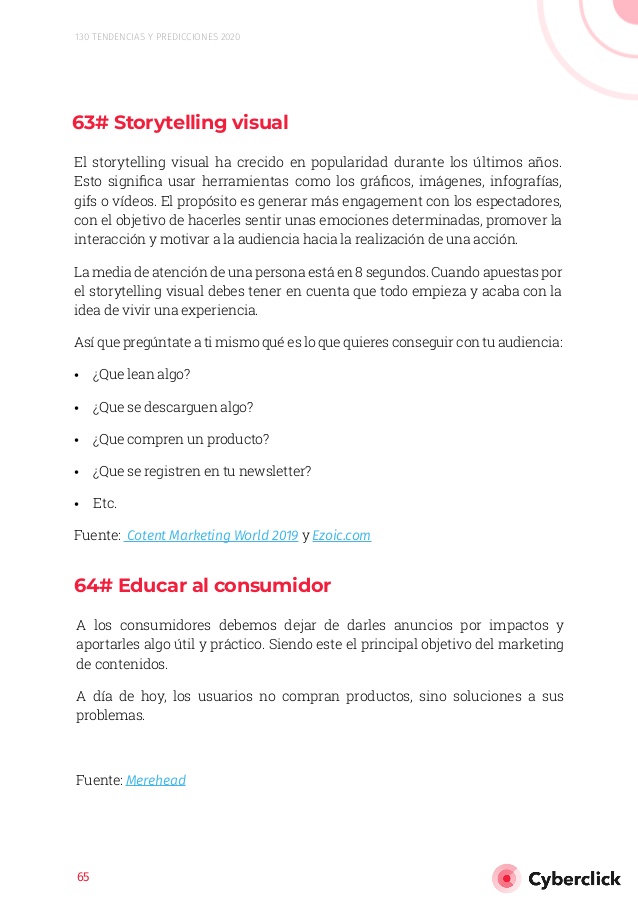 130 TENDENCIAS Y PREDICCIONES 2020
63# Storytelling visual
El storytelling visual ha crecido en popularidad durante los últimos años.
Esto significa usar herramientas como los gráficos, imágenes, infografías,
gifs o vídeos. El propósito es generar más engagement con los espectadores,
con el objetivo de hacerles sentir unas emociones determinadas, promover la
interacción y motivar a la audiencia hacia la realización de una acción.
La media de atención de una persona está en 8 segundos. Cuando apuestas por
el storytelling visual debes tener en cuenta que todo empieza y acaba con la
idea de vivir una experiencia.
Así que pregúntate a ti mismo qué es lo que quieres conseguir con tu audiencia:
• ¿Que lean algo?
• ¿Que se descarguen algo?
• ¿Que compren un producto?
• ¿Que se registren en tu newsletter?
• Etc.
Fuente: Cotent Marketing World 2019 y Ezoic.com
64# Educar al consumidor
A los consumidores debemos dejar de darles anuncios por impactos y
aportarles algo útil y práctico. Siendo este el principal objetivo del marketing
de contenidos.
A día de hoy, los usuarios no compran productos, sino soluciones a sus
problemas.
Fuente: Merehead
65
Cyberclick